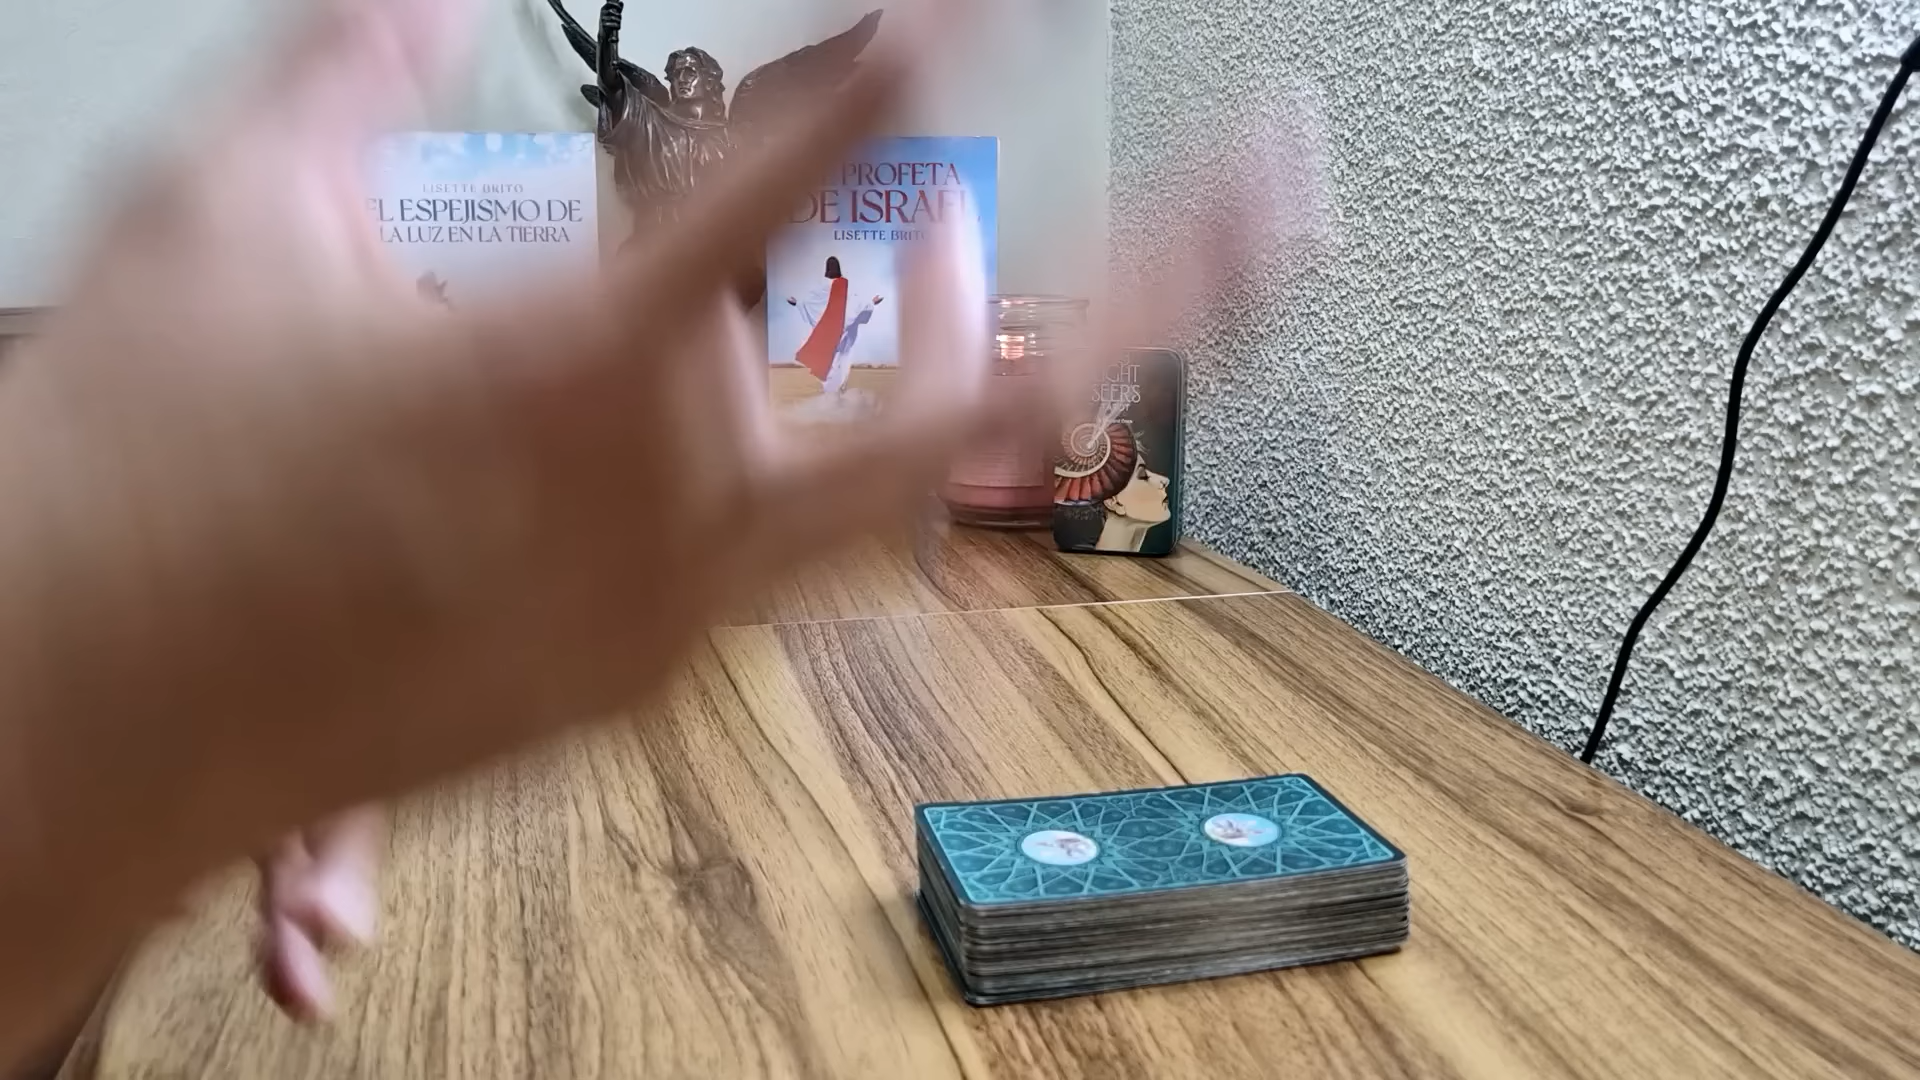 LISETTE BRITO
EL ESPEJISMO DE
LA LUZ EN LA TIERRA
PROFETA
DE ISRAEL
LISETTE BRITO
SEERS